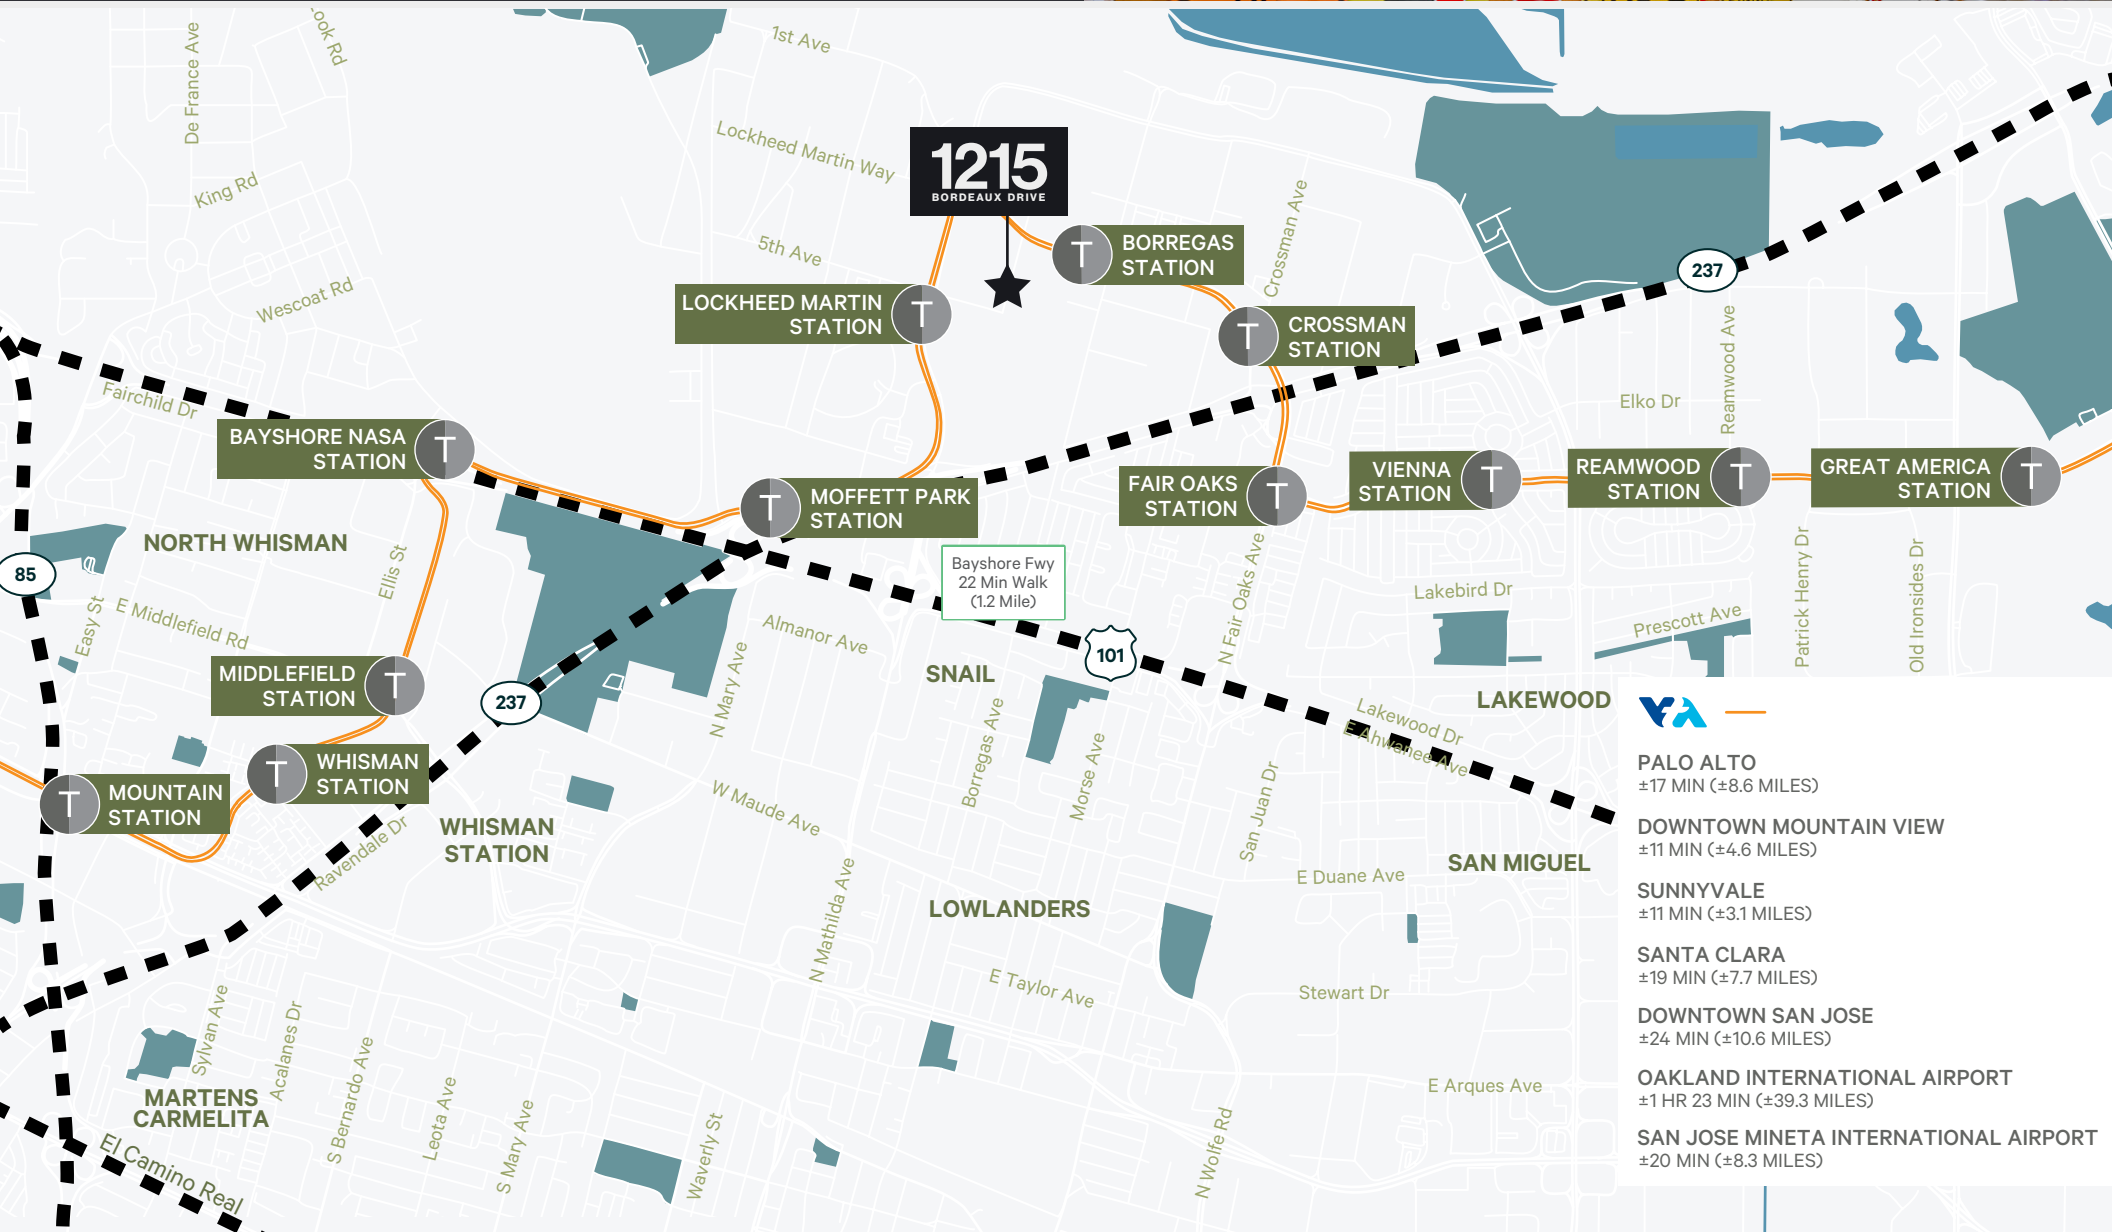 De France Ave
ook Rd
1st Ave
Lockheed Martin Way
King Rd
5th Ave
Wescoat Rd
1215
BORDEAUX DRIVE
Crossman Ave
BORREGAS
STATION
237
LOCKHEED MARTIN
STATION
CROSSMAN
STATION
Reamwood Ave
Elko Dr
Fairchild Dr
BAYSHORE NASA
STATION
MOFFETT PARK
STATION
FAIR OAKS
STATION
VIENNA
STATION
REAMWOOD
STATION
GREAT AMERICA
STATION
T
T
T
T
T
T
T
T
T
T
T
T
NORTH WHISMAN
85
Ellis St
Easy St
E Middlefield Rd
Bayshore Fwy
22 Min Walk
(1.2 Mile)
N Fair Oaks Ave
Lakebird Dr
Prescott Ave
Patrick Henry Dr
Old Ironsides Dr
Almanor Ave
101
SNAIL
MIDDLEFIELD
STATION
237
N Mary Ave
LAKEWOOD
Lakewood Dr
E Ahwanee Ave
Borregas Ave
Morse Ave
San Juan Dr
WHISMAN
STATION
MOUNTAIN
STATION
W Maude Ave
Ravendale Dr
WHISMAN
STATION
N Mathilda Ave
LOWLANDERS
E Duane Ave
SAN MIGUEL
E Taylor Ave
Stewart Dr
E Arques Ave
Sylvan Ave
Acalanes Dr
S Bernardo Ave
Leota Ave
S Mary Ave
Waverly St
N Wolfe Rd
MARTENS
CARMELITA
El Camino Real
VTA
PALO ALTO
±17 MIN (±8.6 MILES)
DOWNTOWN MOUNTAIN VIEW
±11 MIN (±4.6 MILES)
SUNNYVALE
±11 MIN (±3.1 MILES)
SANTA CLARA
±19 MIN (±7.7 MILES)
DOWNTOWN SAN JOSE
±24 MIN (±10.6 MILES)
OAKLAND INTERNATIONAL AIRPORT
±1 HR 23 MIN (±39.3 MILES)
SAN JOSE MINETA INTERNATIONAL AIRPORT
±20 MIN (±8.3 MILES)